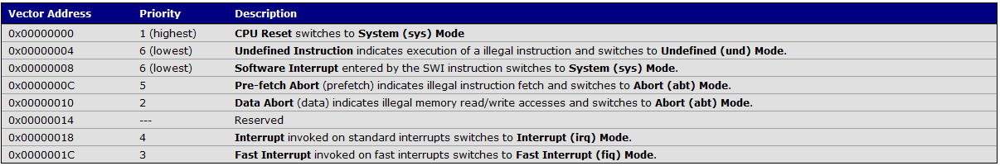 Vector Address Priority Description
0x00000000 1 (highest) CPU Reset switches to System (sys) Mode
0x00000004 6 (lowest) Undefined Instruction indicates execution of a illegal instruction and switches to Undefined (und) Mode.
0x00000008 6 (lowest) Software Interrupt entered by the SWI instruction switches to System (sys) Mode.
0x0000000C 5 Pre-fetch Abort (prefetch) indicates illegal instruction fetch and switches to Abort (abt) Mode.
0x00000010 2 Data Abort (data) indicates illegal memory read/write accesses and switches to Abort (abt) Mode.
0x00000014 --- Reserved
0x00000018 4 Interrupt invoked on standard interrupts switches to Interrupt (irq) Mode.
0x0000001C 3 Fast Interrupt invoked on fast interrupts switches to Fast Interrupt (fiq) Mode.